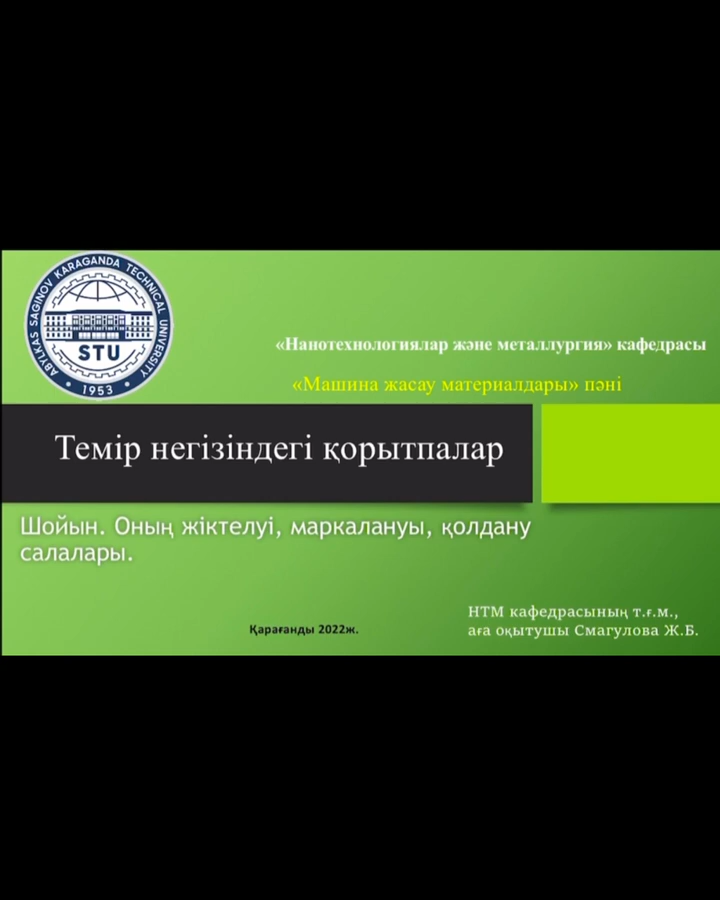 ABYLKAS SAGINOV KARAGANDA TECHNICAL UNIVERSITY
STU
• 1953 •
«Нанотехнологиялар және металлургия» кафедрасы
«Машина жасау материалдары» пәні
Темір негізіндегі қорытпалар
Шойын. Оның жіктелуі, маркалануы, қолдану
салалары.
НТМ кафедрасының т.ғ.м.,
Қарағанды 2022ж.
аға оқытушы Смагулова Ж.Б.